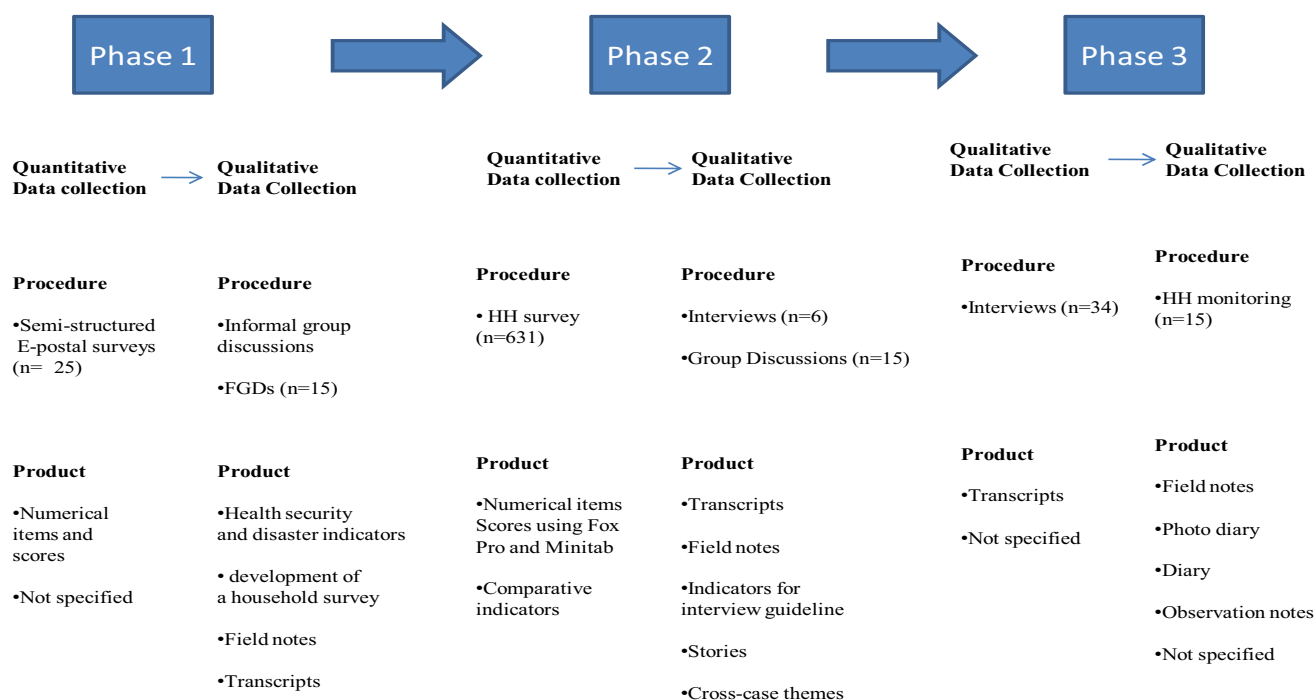 Phase 1
Phase 2
Phase 3
Quantitative
Data collection
Qualitative
Data Collection
Quantitative
Data collection
Qualitative
Data Collection
Qualitative
Data Collection
Qualitative
Data Collection
Procedure
•Semi-structured
E-postal surveys
(n= 25)
Procedure
•Informal group
discussions
•FGDs (n=15)
Procedure
• HH survey
(n=631)
Procedure
•Interviews (n=6)
•Group Discussions (n=15)
Procedure
•Interviews (n=34)
Procedure
•HH monitoring
(n=15)
Product
•Numerical
items and
scores
•Not specified
Product
•Health security
and disaster indicators
• development of
a household survey
•Field notes
•Transcripts
Product
•Numerical items
Scores using Fox
Pro and Minitab
•Comparative
indicators
Product
•Transcripts
•Field notes
•Indicators for
interview guideline
•Stories
•Cross-case themes
Product
•Transcripts
•Not specified
Product
•Field notes
•Photo diary
•Diary
•Observation notes
•Not specified